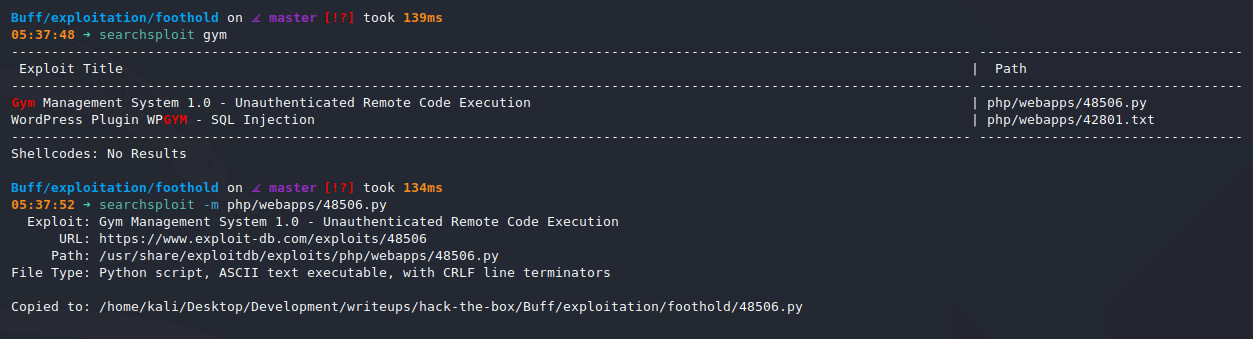 Buff/exploitation/foothold on master [!?] took 139ms
05:37:48 → searchsploit gym
---------------------------------------------------------------------------------------------------------------------- --------------------------------
Exploit Title | Path
---------------------------------------------------------------------------------------------------------------------- --------------------------------
Gym Management System 1.0 - Unauthenticated Remote Code Execution | php/webapps/48506.py
WordPress Plugin WPGYM - SQL Injection | php/webapps/42801.txt
---------------------------------------------------------------------------------------------------------------------- --------------------------------
Shellcodes: No Results
Buff/exploitation/foothold on master [!?] took 134ms
05:37:52 → searchsploit -m php/webapps/48506.py
Exploit: Gym Management System 1.0 - Unauthenticated Remote Code Execution
URL: https://www.exploit-db.com/exploits/48506
Path: /usr/share/exploitdb/exploits/php/webapps/48506.py
File Type: Python script, ASCII text executable, with CRLF line terminators
Copied to: /home/kali/Desktop/Development/writeups/hack-the-box/Buff/exploitation/foothold/48506.py